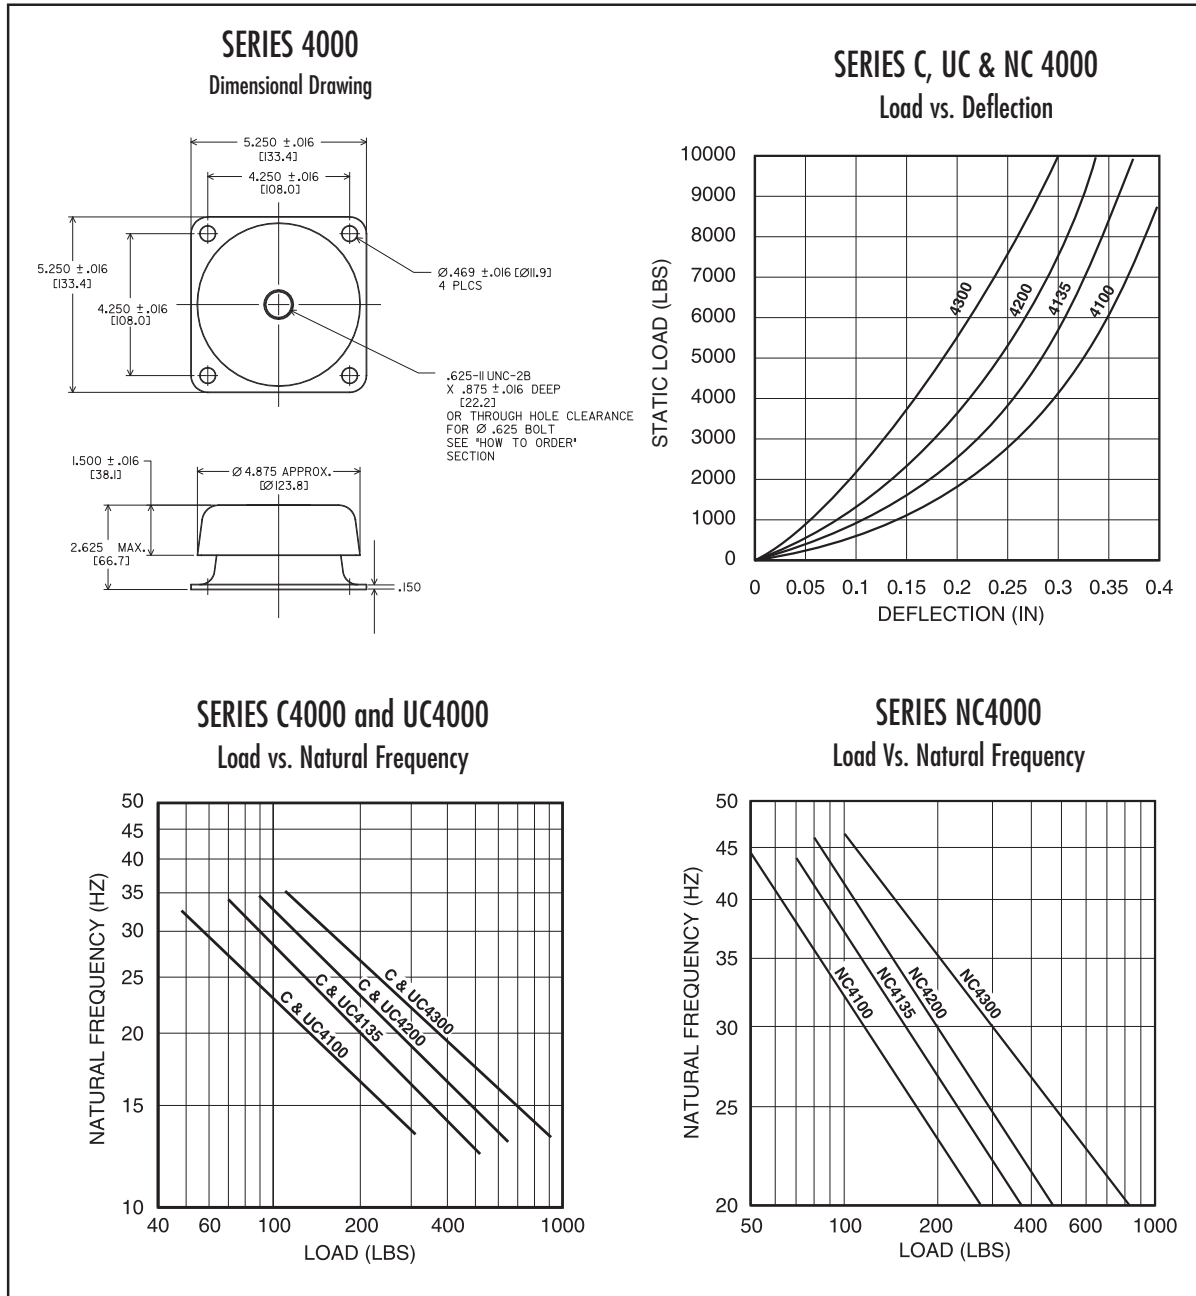 SERIES 4000
Dimensional Drawing
5.250 ±.016
[133.4]
4.250 ±.016
[108.0]
5.250 ±.016
[133.4]
4.250 ±.016
[108.0]
Ø.469 ±.016 [Ø11.9]
4 PLCS
.625-11 UNC-2B
X .875 ±.016 DEEP
[22.2]
OR THROUGH HOLE CLEARANCE
FOR Ø .625 BOLT
SEE "HOW TO ORDER"
SECTION
1.500 ±.016
[38.1]
Ø 4.875 APPROX.
[Ø123.8]
2.625 MAX.
[66.7]
.150
SERIES C, UC & NC 4000
Load vs. Deflection
STATIC LOAD (LBS)
10000
9000
8000
7000
6000
5000
4000
3000
2000
1000
0
4300
4200
4135
4100
0 0.05 0.1 0.15 0.2 0.25 0.3 0.35 0.4
DEFLECTION (IN)
SERIES C4000 and UC4000
Load vs. Natural Frequency
NATURAL FREQUENCY (HZ)
50
45
40
35
30
25
20
15
10
C & UC4100
C & UC4135
C & UC4200
C & UC4300
40 60 100 200 400 1000
LOAD (LBS)
SERIES NC4000
Load Vs. Natural Frequency
NATURAL FREQUENCY (HZ)
50
45
40
35
30
25
20
NC4100
NC4135
NC4200
NC4300
50 100 200 400 600 1000
LOAD (LBS)